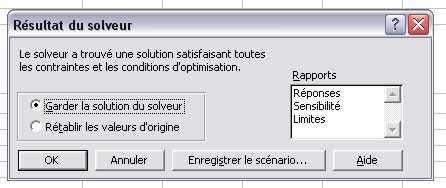 Résultat du solveur
Le solveur a trouvé une solution satisfaisant toutes
les contraintes et les conditions d'optimisation.
Rapports
Réponses
Sensibilité
Limites
Garder la solution du solveur
Rétablir les valeurs d'origine
OK
Annuler
Enregistrer le scénario...
Aide